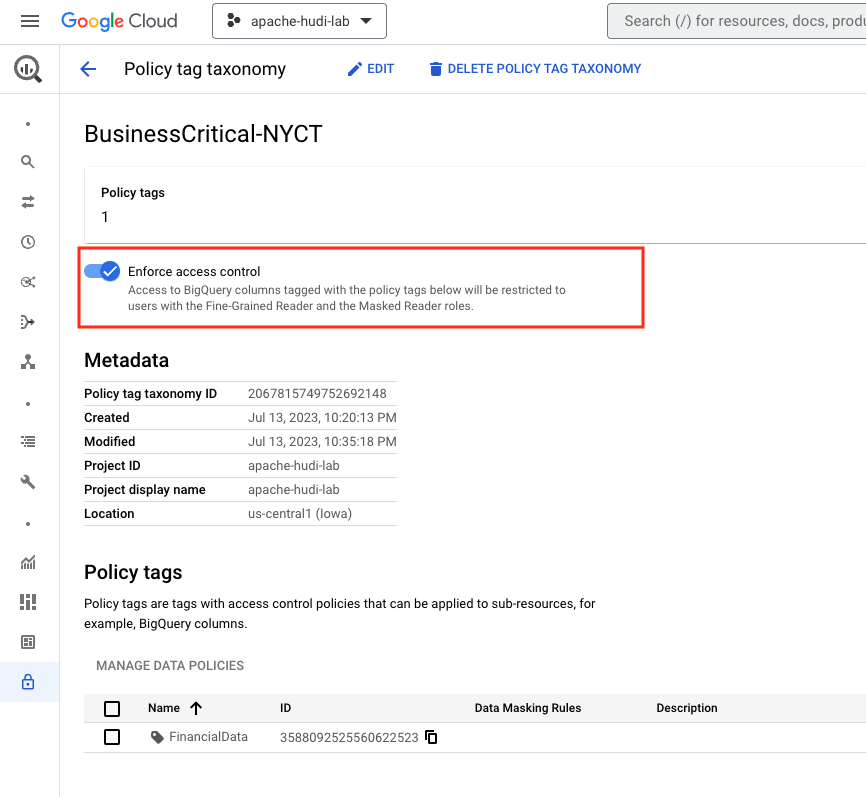 Google Cloud
apache-hudi-lab
Search (/) for resources, docs, produ
Policy tag taxonomy
EDIT
DELETE POLICY TAG TAXONOMY
BusinessCritical-NYCT
Policy tags
1
Enforce access control
Access to BigQuery columns tagged with the policy tags below will be restricted to
users with the Fine-Grained Reader and the Masked Reader roles.
Metadata
Policy tag taxonomy ID 2067815749752692148
Created Jul 13, 2023, 10:20:13 PM
Modified Jul 13, 2023, 10:35:18 PM
Project ID apache-hudi-lab
Project display name apache-hudi-lab
Location us-central1 (Iowa)
Policy tags
Policy tags are tags with access control policies that can be applied to sub-resources, for
example, BigQuery columns.
MANAGE DATA POLICIES
Name ID Data Masking Rules Description
FinancialData 3588092525560622523